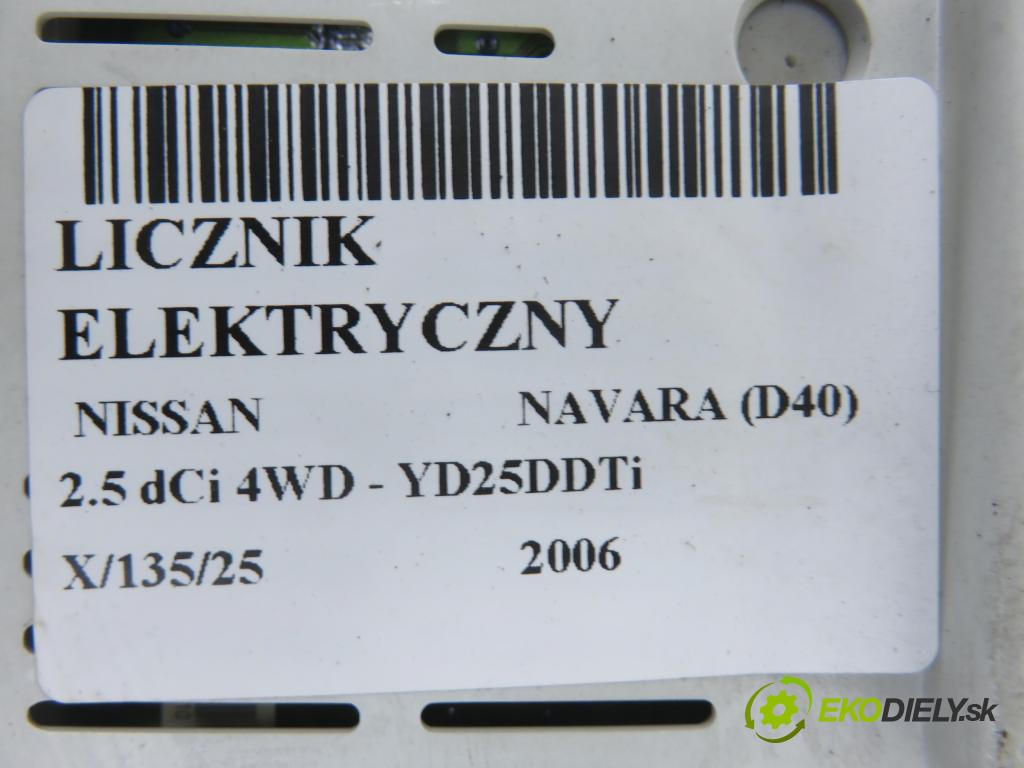 LICZNIK
ELEKTRYCZNY
NISSAN NAVARA (D40)
2.5 dCi 4WD - YD25DDTi
X/135/25 2006
EKODIELY.sk